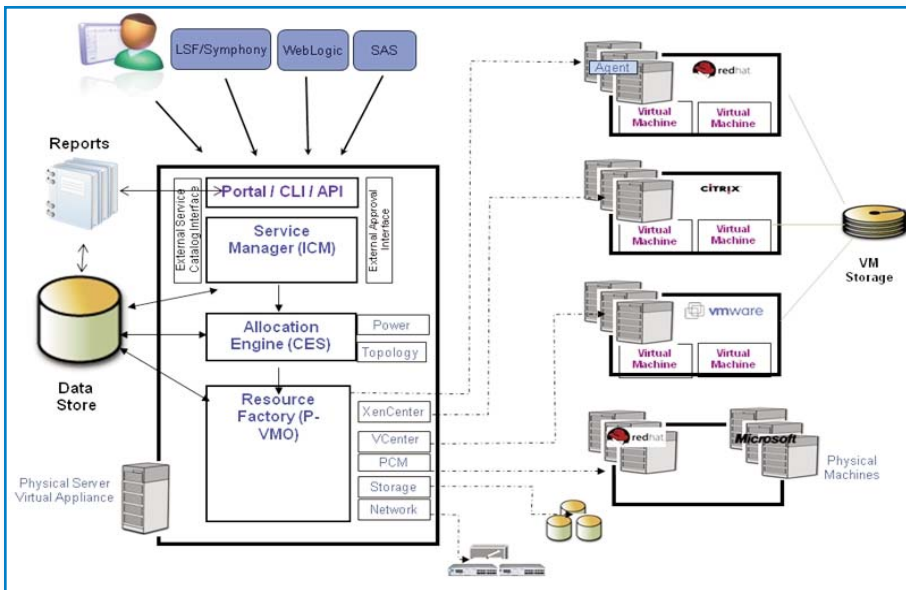 LSF/Symphony
WebLogic
SAS
Reports
Portal / CLI / API
External Service
Catalog Interface
External Approval
Interface
Service
Manager (ICM)
Allocation
Engine (CES)
Power
Topology
Resource
Factory (P-
VMO)
XenCenter
VCenter
PCM
Storage
Network
Data
Store
Physical Server
Virtual Appliance
Agent
redhat
Virtual
Machine
Virtual
Machine
CİTRIX
Virtual
Machine
Virtual
Machine
vmware
Virtual
Machine
Virtual
Machine
VM
Storage
redhat
Microsoft
Physical
Machines